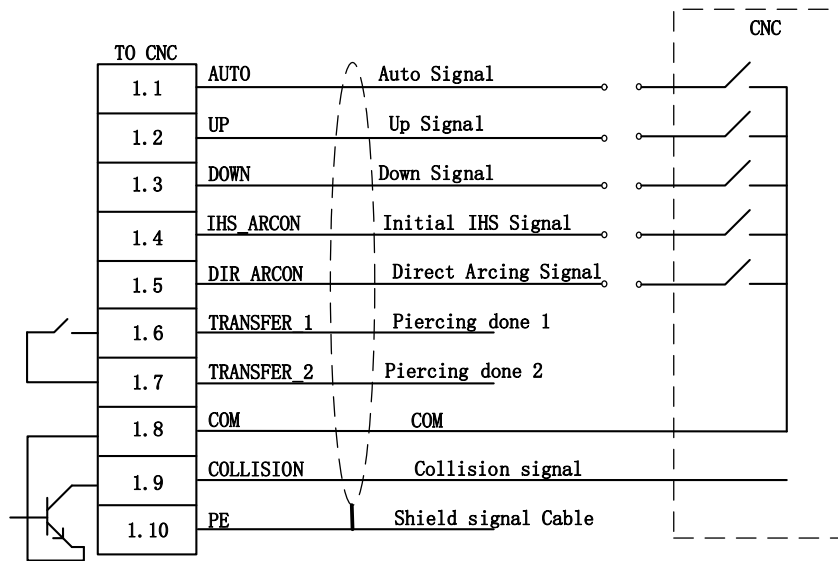 CNC
TO CNC
1.1 AUTO Auto Signal
1.2 UP Up Signal
1.3 DOWN Down Signal
1.4 IHS_ARCON Initial IHS Signal
1.5 DIR_ARCON Direct Arcing Signal
1.6 TRANSFER_1 Piercing done 1
1.7 TRANSFER_2 Piercing done 2
1.8 COM COM
1.9 COLLISION Collision signal
1.10 PE Shield signal Cable